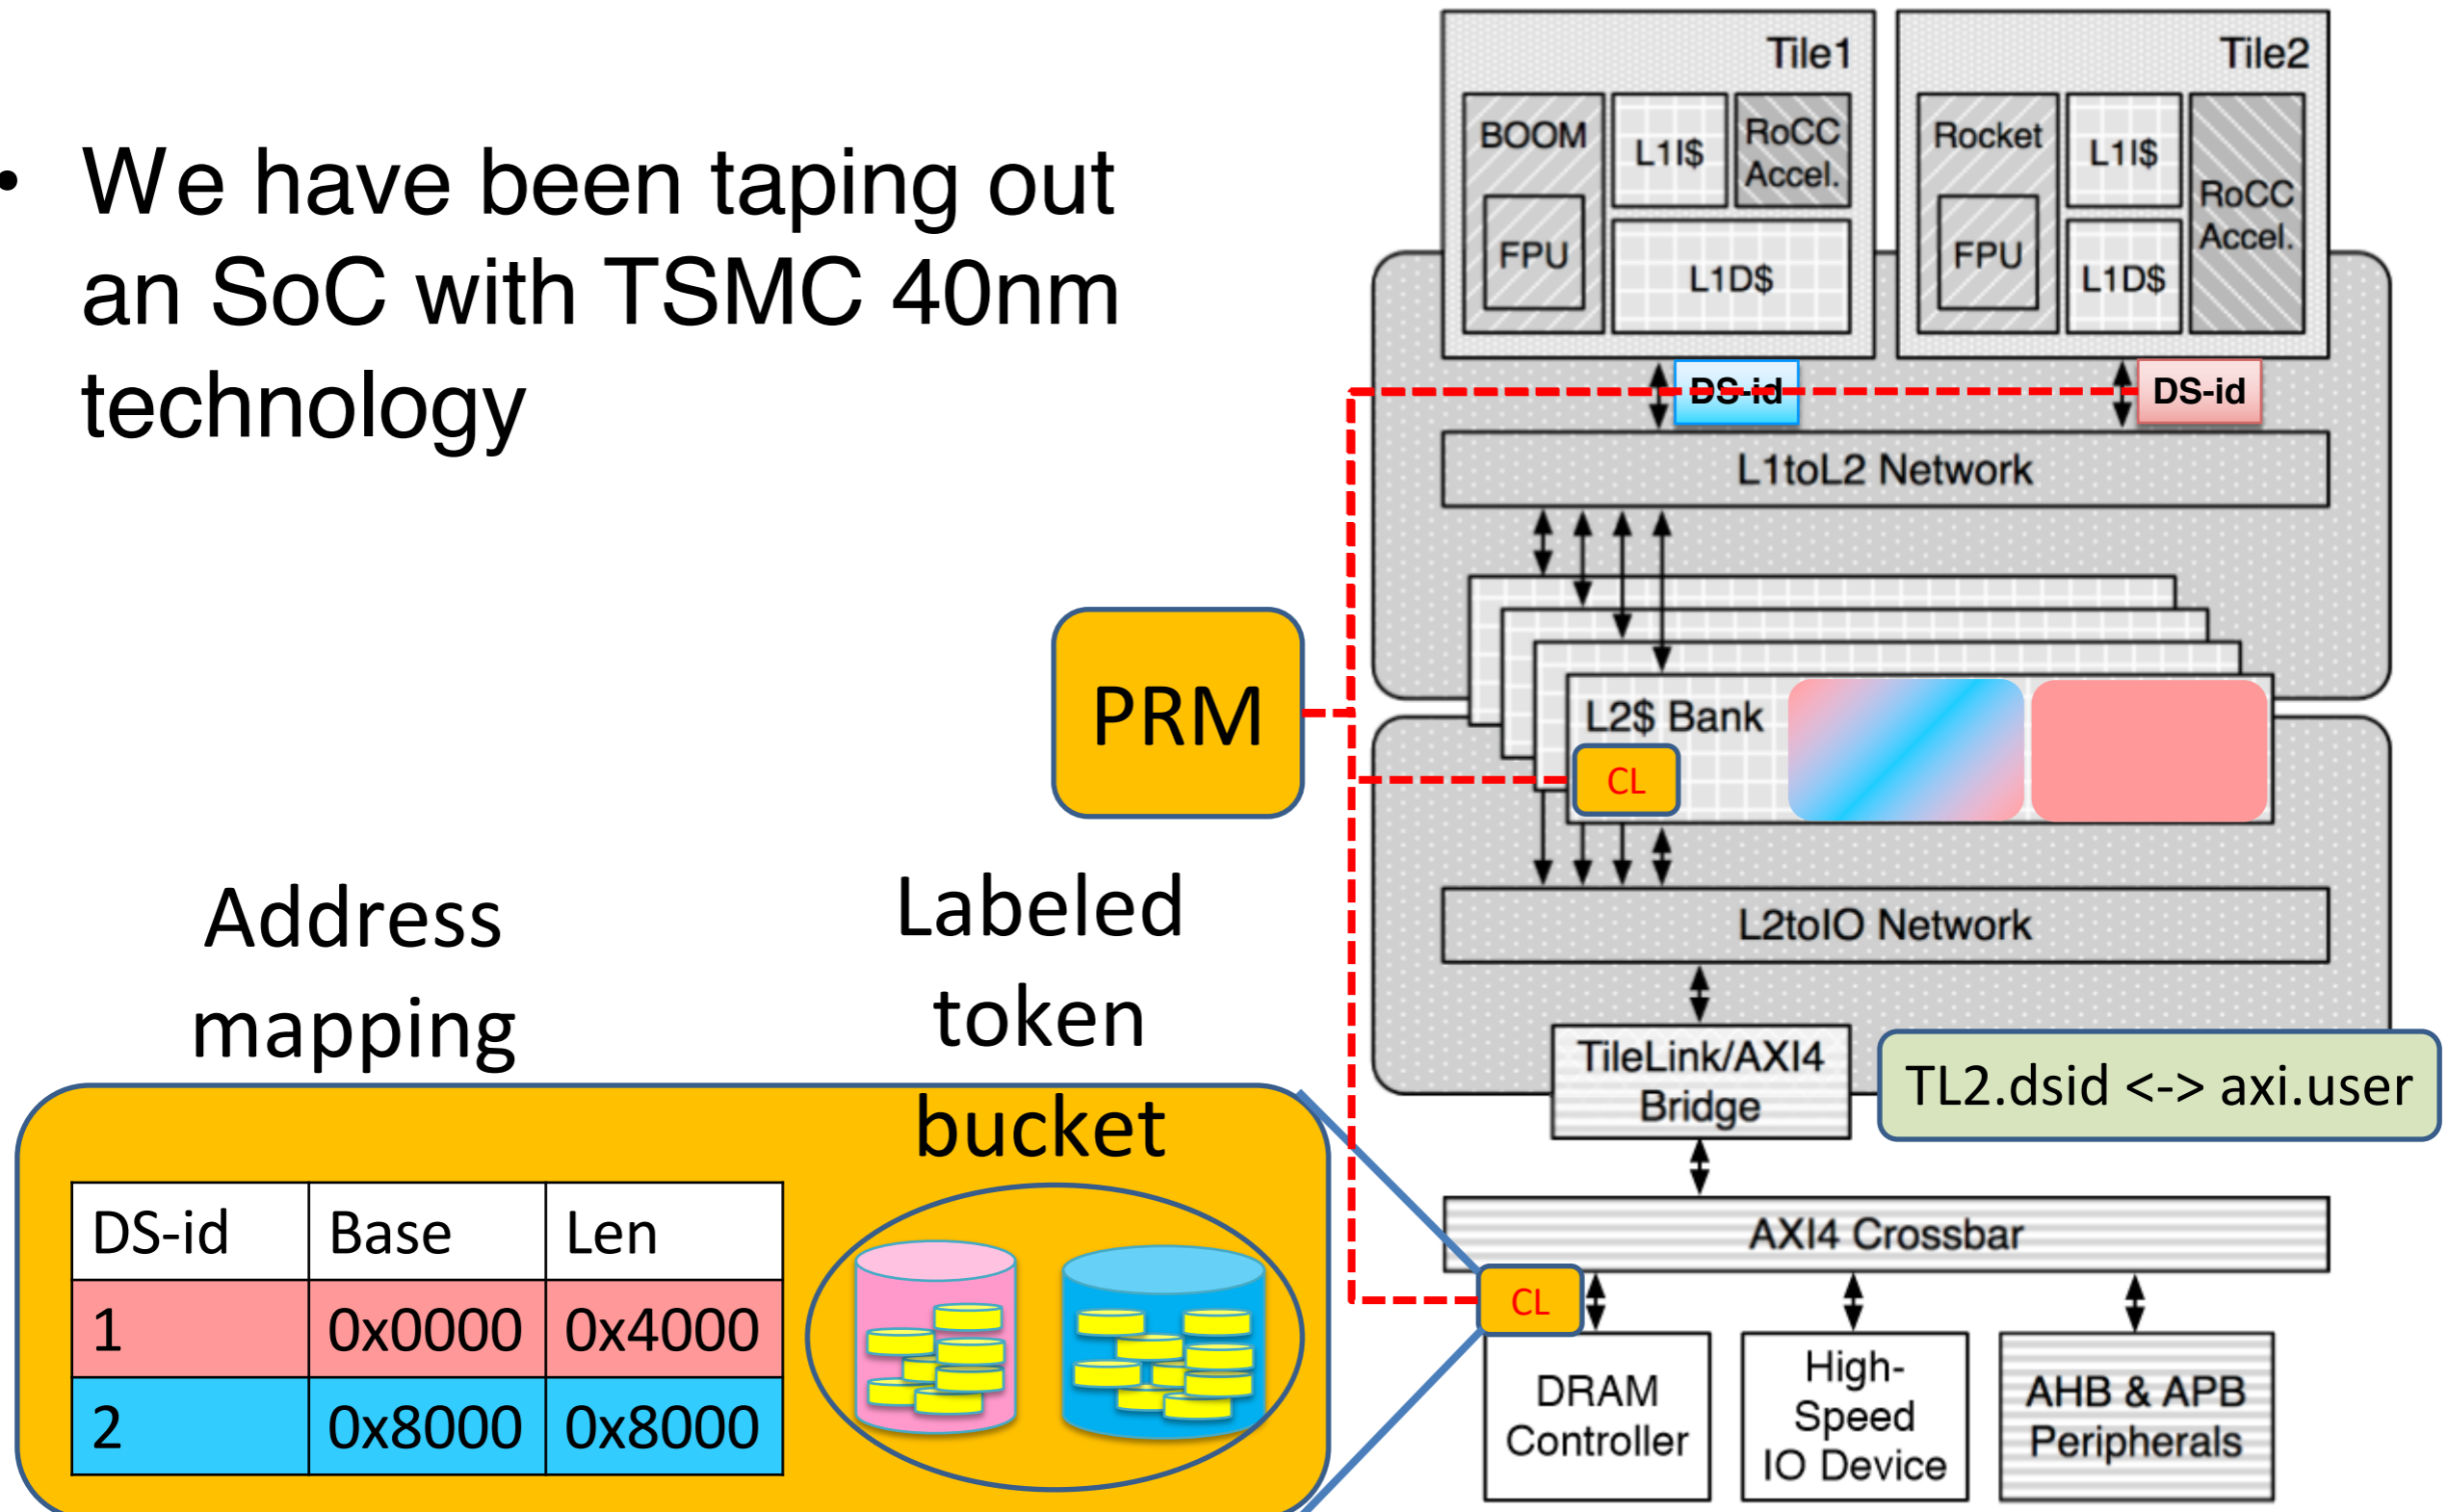 • We have been taping out
an SoC with TSMC 40nm
technology
Tile1
BOOM
FPU
L1I$
RoCC
Accel.
L1D$
Tile2
Rocket
FPU
L1I$
L1D$
RoCC
Accel.
DS-id
DS-id
L1toL2 Network
PRM
L2$ Bank
CL
L2toIO Network
TileLink/AXI4
Bridge
TL2.dsid <-> axi.user
AXI4 Crossbar
CL
DRAM
Controller
High-
Speed
IO Device
AHB & APB
Peripherals
Address
mapping
Labeled
token
bucket
DS-id Base Len
1 0x0000 0x4000
2 0x8000 0x8000